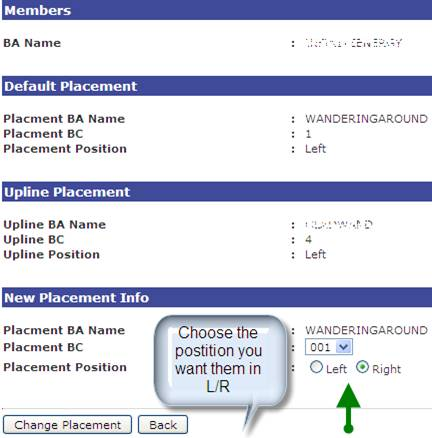 Members
BA Name :
Default Placement
Placment BA Name : WANDERINGAROUND
Placment BC : 1
Placement Position : Left
Upline Placement
Upline BA Name :
Upline BC : 4
Upline Position : Left
New Placement Info
Placment BA Name : WANDERINGAROUND
Placment BC : 001
Placement Position : Left Right
Choose the
postition you
want them in
L/R
Change Placement Back